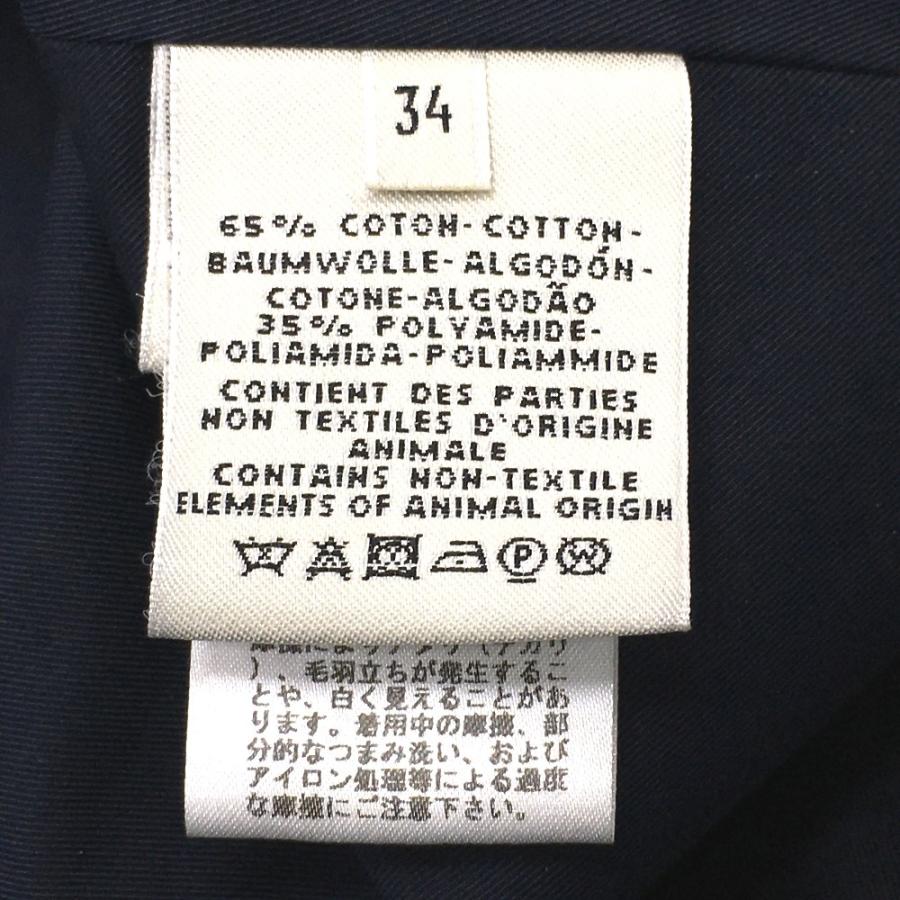 34
65% COTON-COTTON-
BAUMWOLLE-ALGODÓN-
COTONE-ALGODÃO
35% POLYAMIDE-
POLIAMIDA-POLIAMMIDE
CONTIENT DES PARTIES
NON TEXTILES D'ORIGINE
ANIMALE
CONTAINS NON-TEXTILE
ELEMENTS OF ANIMAL ORIGIN
P W
)、毛羽立ちが発生するこ
とや、白く見えることがあ
ります。着用中の摩擦、部
分的なつまみ洗い、および
アイロン処理等による過度
な摩擦にご注意下さい。